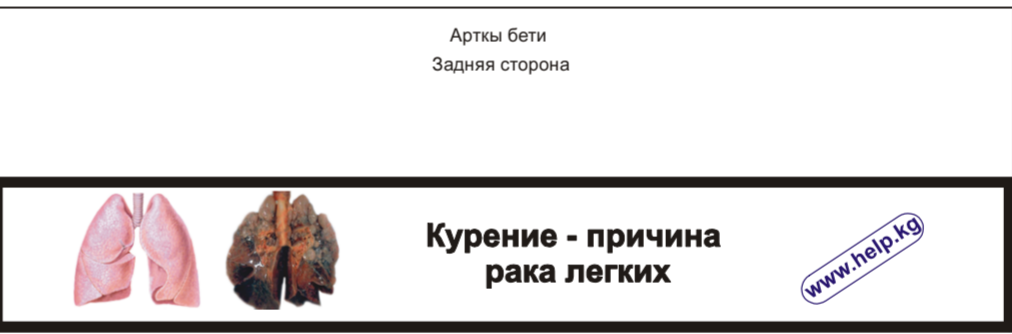 Арткы бети
Задняя сторона
Курение - причина
рака легких
www.help.kg